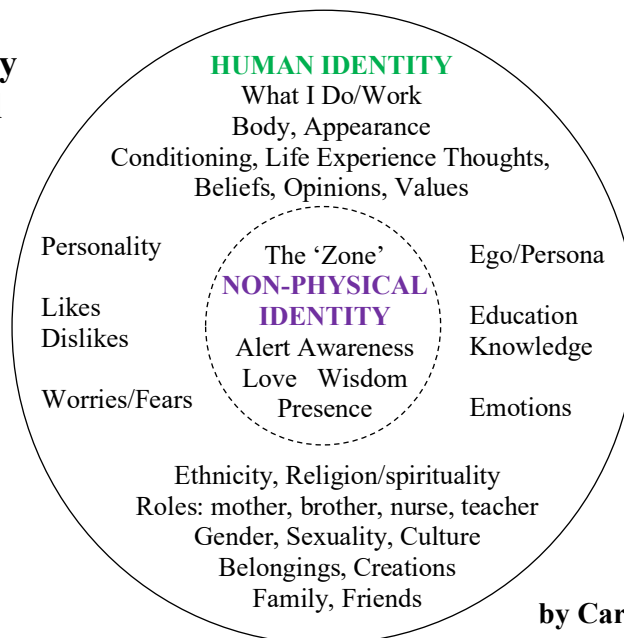 y
HUMAN IDENTITY
What I Do/Work
Body, Appearance
Conditioning, Life Experience Thoughts,
Beliefs, Opinions, Values
Personality
Likes
Dislikes
Worries/Fears
The ‘Zone’
NON-PHYSICAL
IDENTITY
Alert Awareness
Love Wisdom
Presence
Ego/Persona
Education
Knowledge
Emotions
Ethnicity, Religion/spirituality
Roles: mother, brother, nurse, teacher
Gender, Sexuality, Culture
Belongings, Creations
Family, Friends
by Car